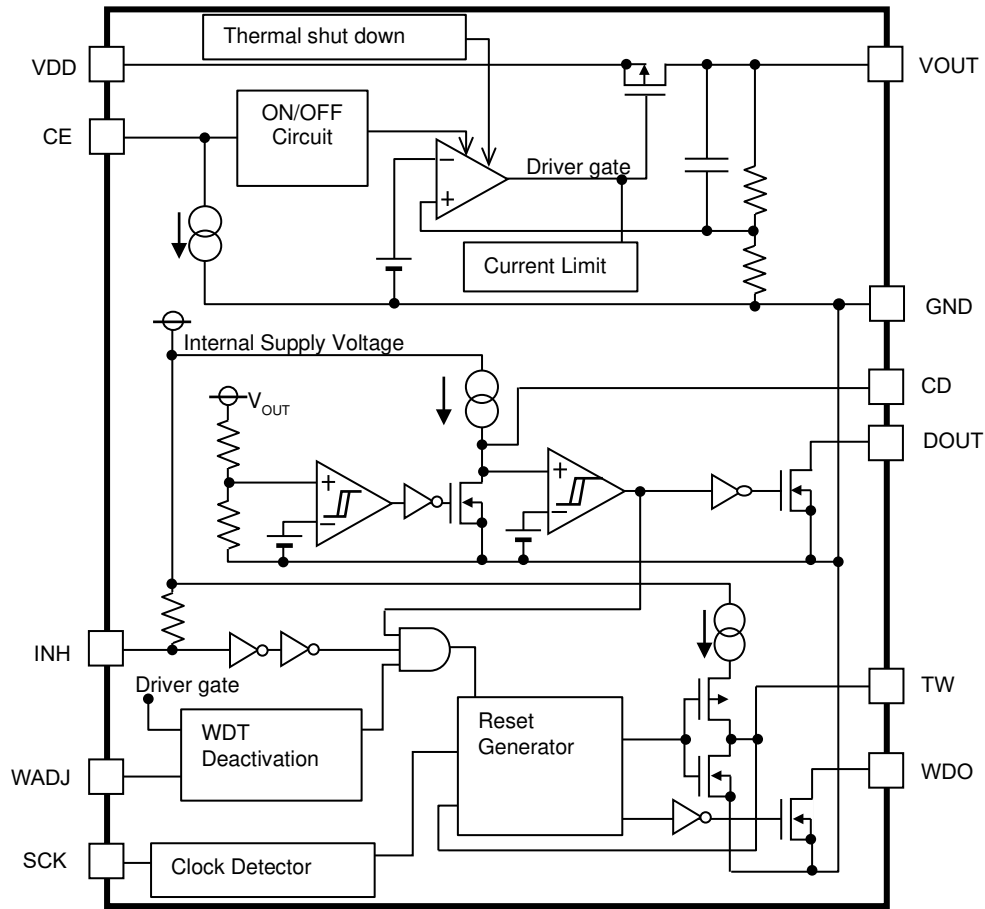 Thermal shut down
VDD
VOUT
ON/OFF
Circuit
CE
−
Driver gate
+
Current Limit
GND
Internal Supply Voltage
CD
VOUT
DOUT
+
−
+
−
INH
Driver gate
TW
WDT
Deactivation
Reset
Generator
WADJ
WDO
SCK
Clock Detector